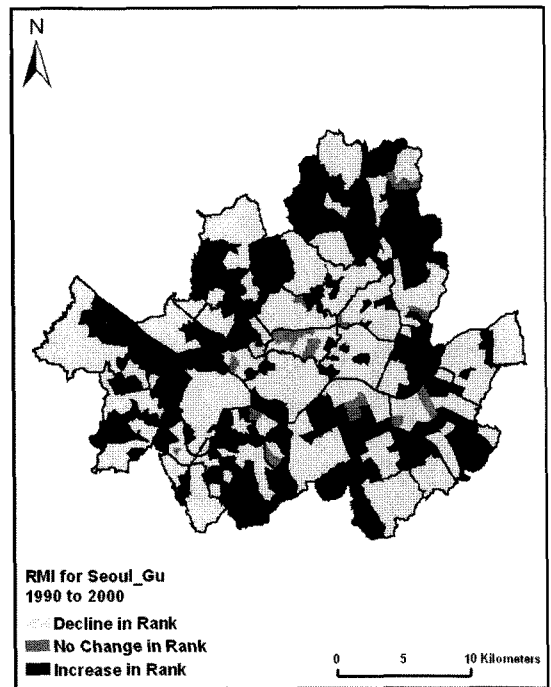 N
RMI for Seoul_Gu
1990 to 2000
Decline in Rank
No Change in Rank
Increase in Rank
0 5 10 Kilometers